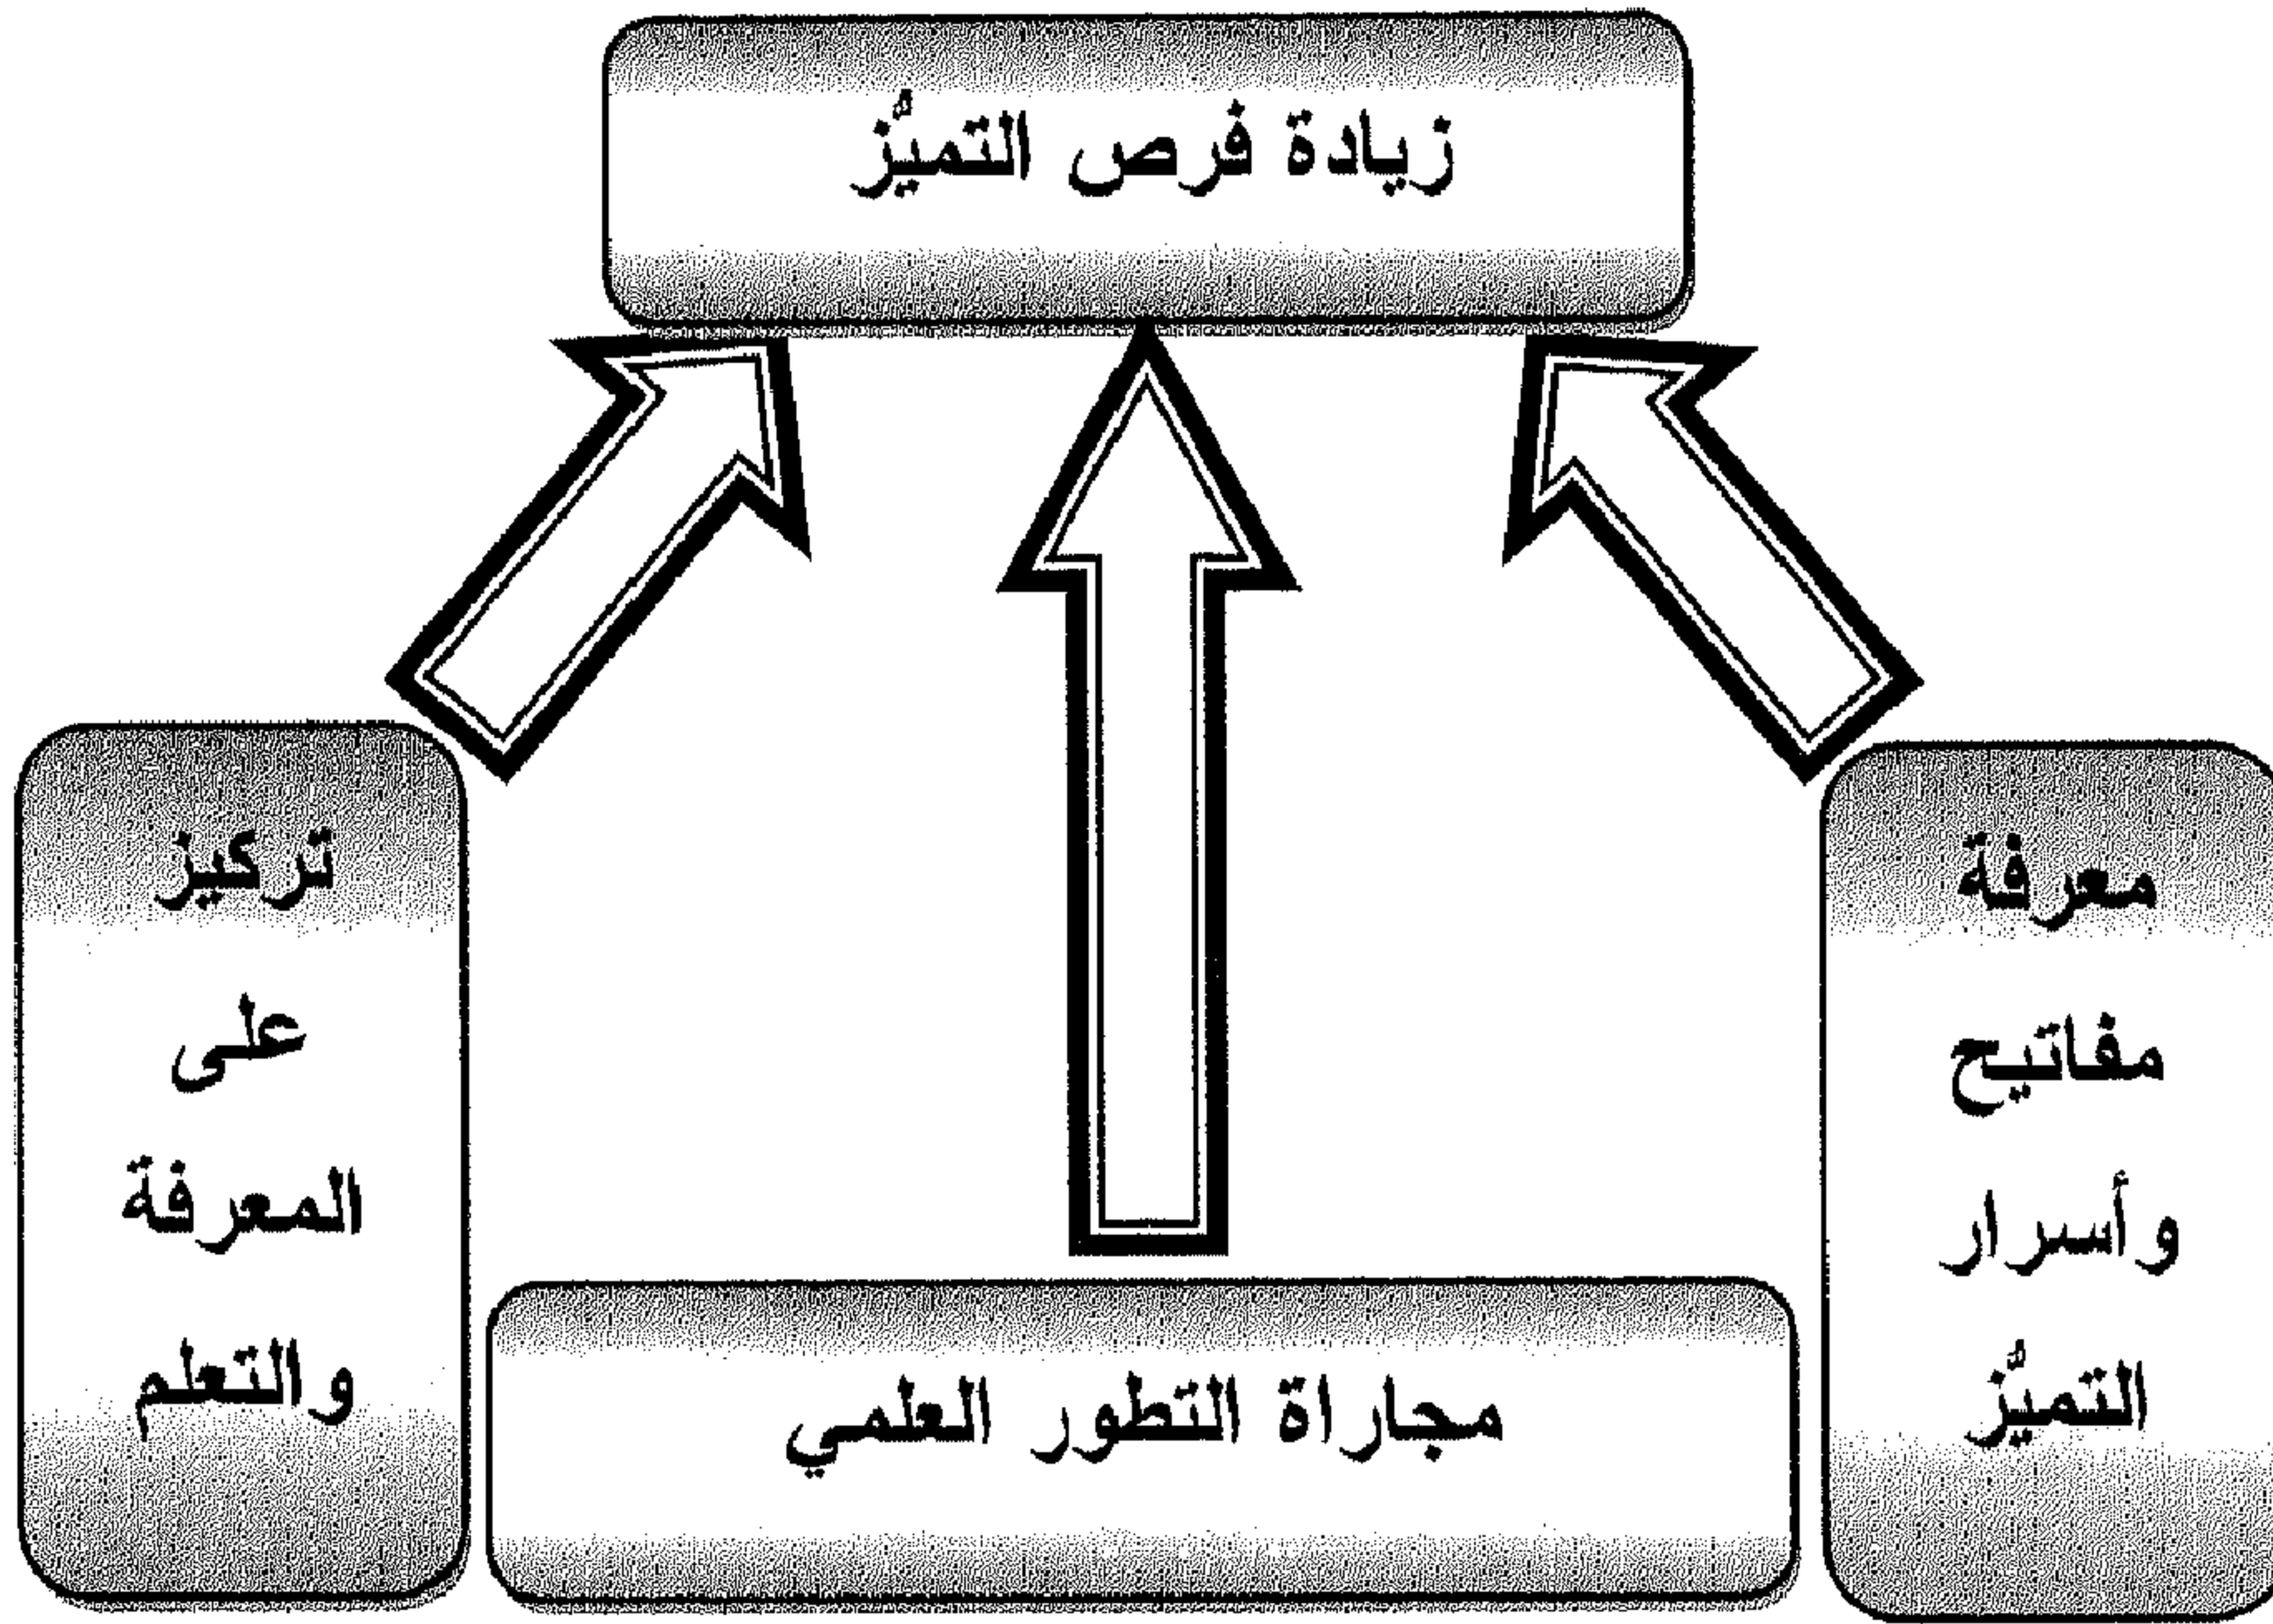 زيادة فرص التميُّز
معرفة
مفاتيح
وأسرار
التميُّز
مجاراة التطور العلمي
تركيز
على
المعرفة
والتعلم